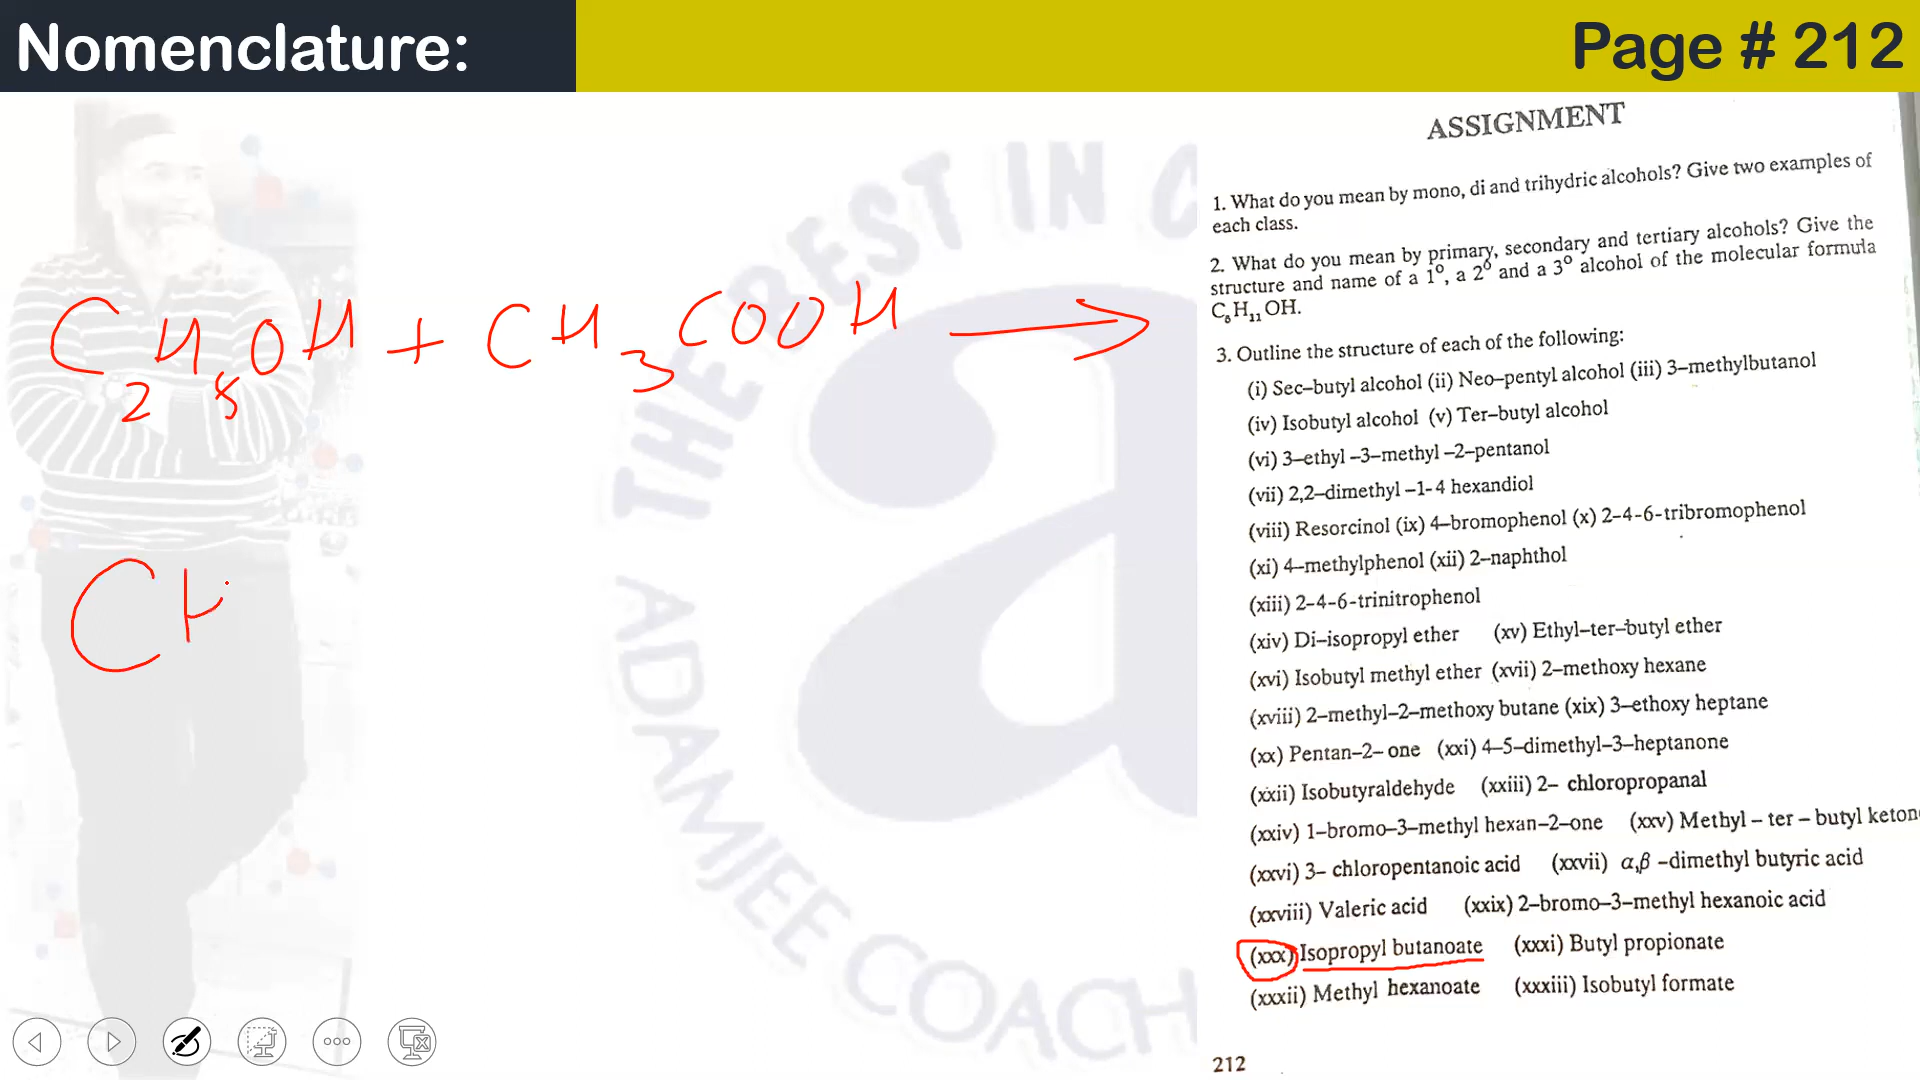 Nomenclature:
Page # 212
C2H5OH + CH3COOH →
CH
THE BEST IN C
a
ADAMJEE COACH
ASSIGNMENT
1. What do you mean by mono, di and trihydric alcohols? Give two examples of
each class.
2. What do you mean by primary, secondary and tertiary alcohols? Give the
structure and name of a 1°, a 2° and a 3° alcohol of the molecular formula
OH.
3. Outline the structure of each of the following:
(i) Sec–butyl alcohol (ii) Neo–pentyl alcohol (iii) 3–methylbutanol
(iv) Isobutyl alcohol (v) Ter–butyl alcohol
(vi) 3–ethyl –3–methyl –2–pentanol
(vii) 2,2–dimethyl –1- 4 hexandiol
(viii) Resorcinol (ix) 4–bromophenol (x) 2-4-6-tribromophenol
(xi) 4–methylphenol (xii) 2–naphthol
(xiii) 2-4-6-trinitrophenol
(xiv) Di–isopropyl ether (xv) Ethyl–ter–butyl ether
(xvi) Isobutyl methyl ether (xvii) 2–methoxy hexane
(xviii) 2–methyl–2–methoxy butane (xix) 3–ethoxy heptane
(xx) Pentan–2– one (xxi) 4–5–dimethyl–3–heptanone
(xxii) Isobutyraldehyde (xxiii) 2– chloropropanal
(xxiv) 1–bromo–3–methyl hexan–2–one (xxv) Methyl – ter – butyl keton
(xxvi) 3– chloropentanoic acid (xxvii) α,β –dimethyl butyric acid
(xxviii) Valeric acid (xxix) 2–bromo–3–methyl hexanoic acid
(xxx) Isopropyl butanoate (xxxi) Butyl propionate
(xxxii) Methyl hexanoate (xxxiii) Isobutyl formate
212